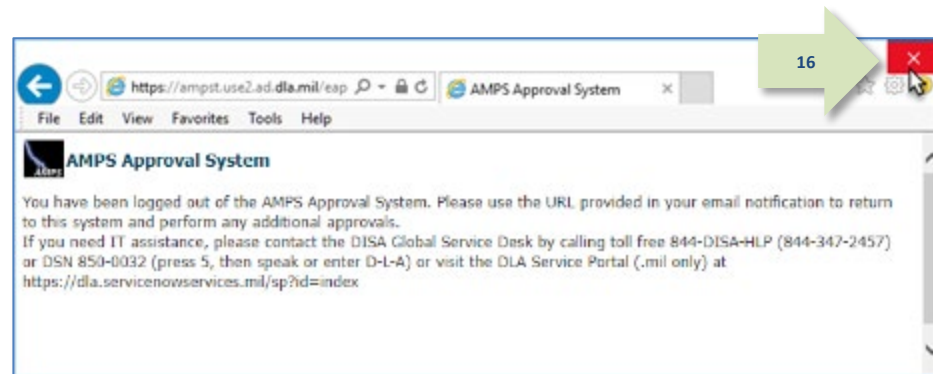 16
https://ampst.use2.ad.dla.mil/eap
AMPS Approval System
File Edit View Favorites Tools Help
AMPS
AMPS Approval System
You have been logged out of the AMPS Approval System. Please use the URL provided in your email notification to return
to this system and perform any additional approvals.
If you need IT assistance, please contact the DISA Global Service Desk by calling toll free 844-DISA-HLP (844-347-2457)
or DSN 850-0032 (press 5, then speak or enter D-L-A) or visit the DLA Service Portal (.mil only) at
https://dla.servicenowservices.mil/sp?id=index